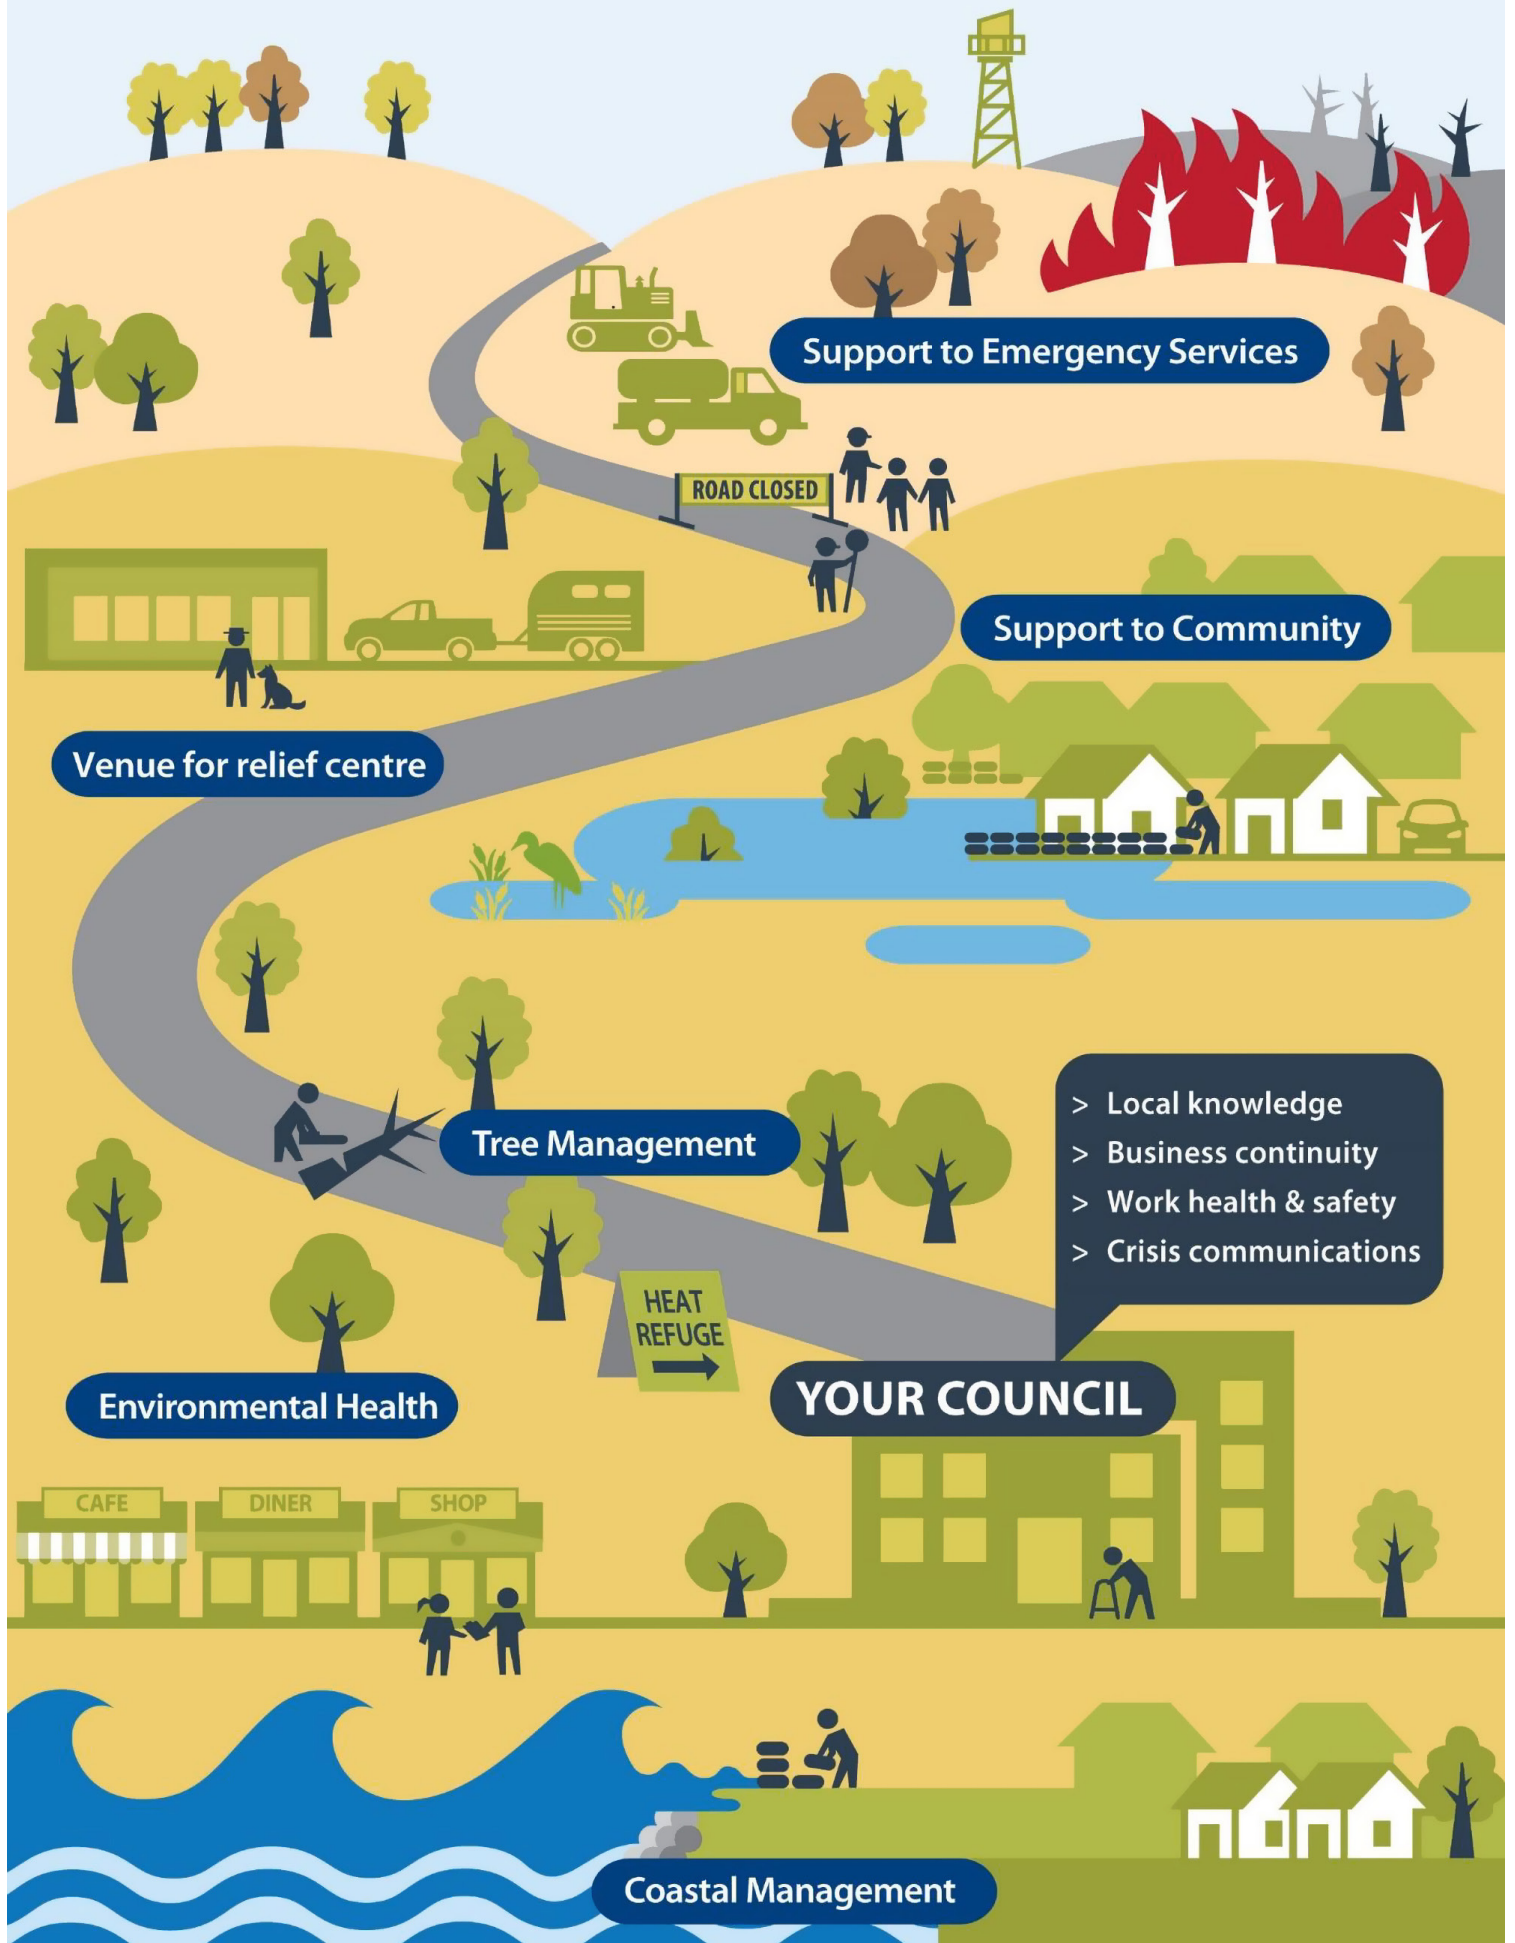 Support to Emergency Services
ROAD CLOSED
Support to Community
Venue for relief centre
Tree Management
> Local knowledge
> Business continuity
> Work health & safety
> Crisis communications
HEAT
REFUGE
YOUR COUNCIL
Environmental Health
CAFE
DINER
SHOP
Coastal Management